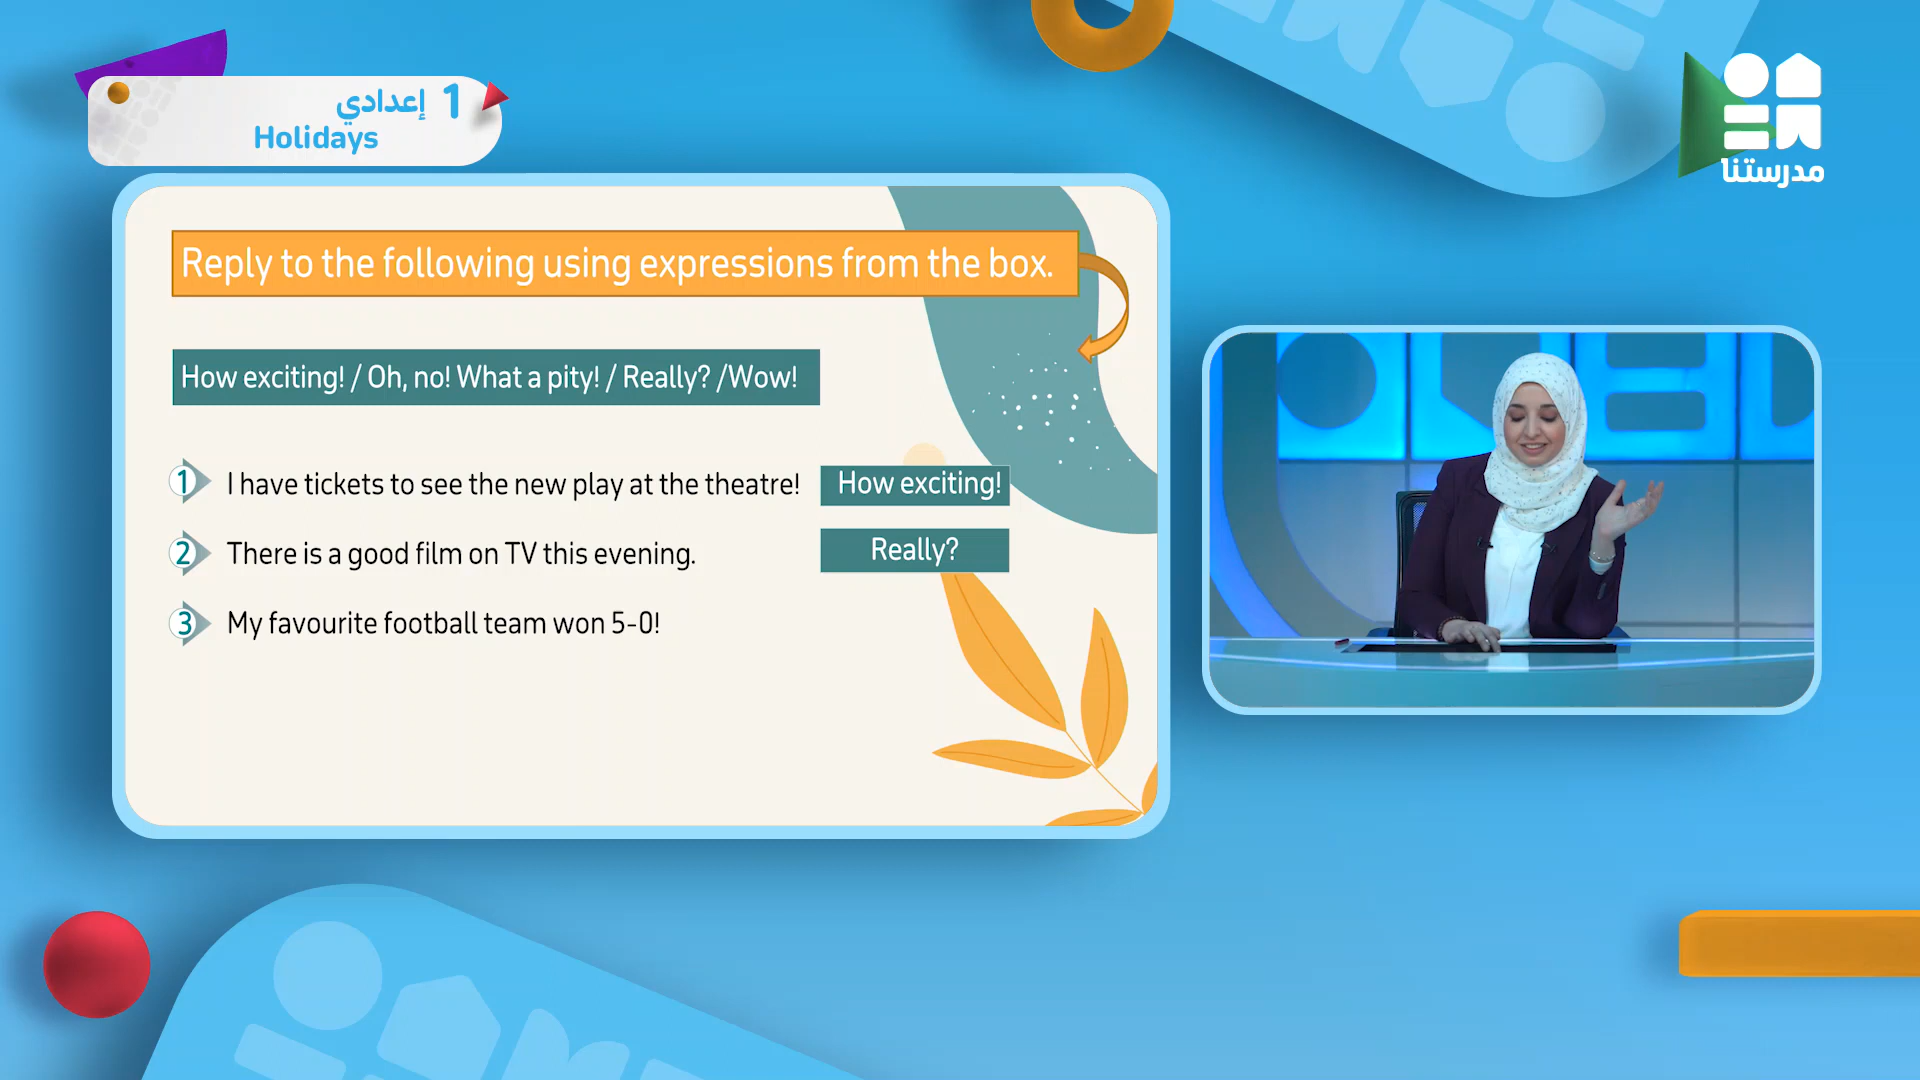 1 إعدادي
Holidays
مدرستنا
Reply to the following using expressions from the box.
How exciting! / Oh, no! What a pity! / Really? /Wow!
1 I have tickets to see the new play at the theatre! How exciting!
2 There is a good film on TV this evening. Really?
3 My favourite football team won 5-0!